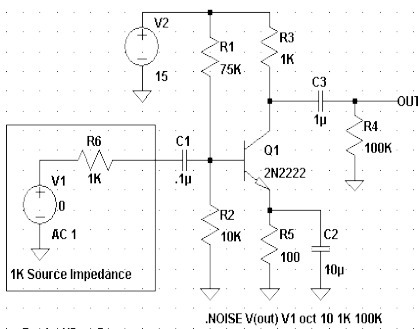 V2
15
R1
75K
R3
1K
C3
1µ
OUT
R4
100K
R6
1K
C1
.1µ
Q1
2N2222
V1
0
AC 1
R2
10K
R5
100
C2
10µ
1K Source Impedance
.NOISE V(out) V1 oct 10 1K 100K